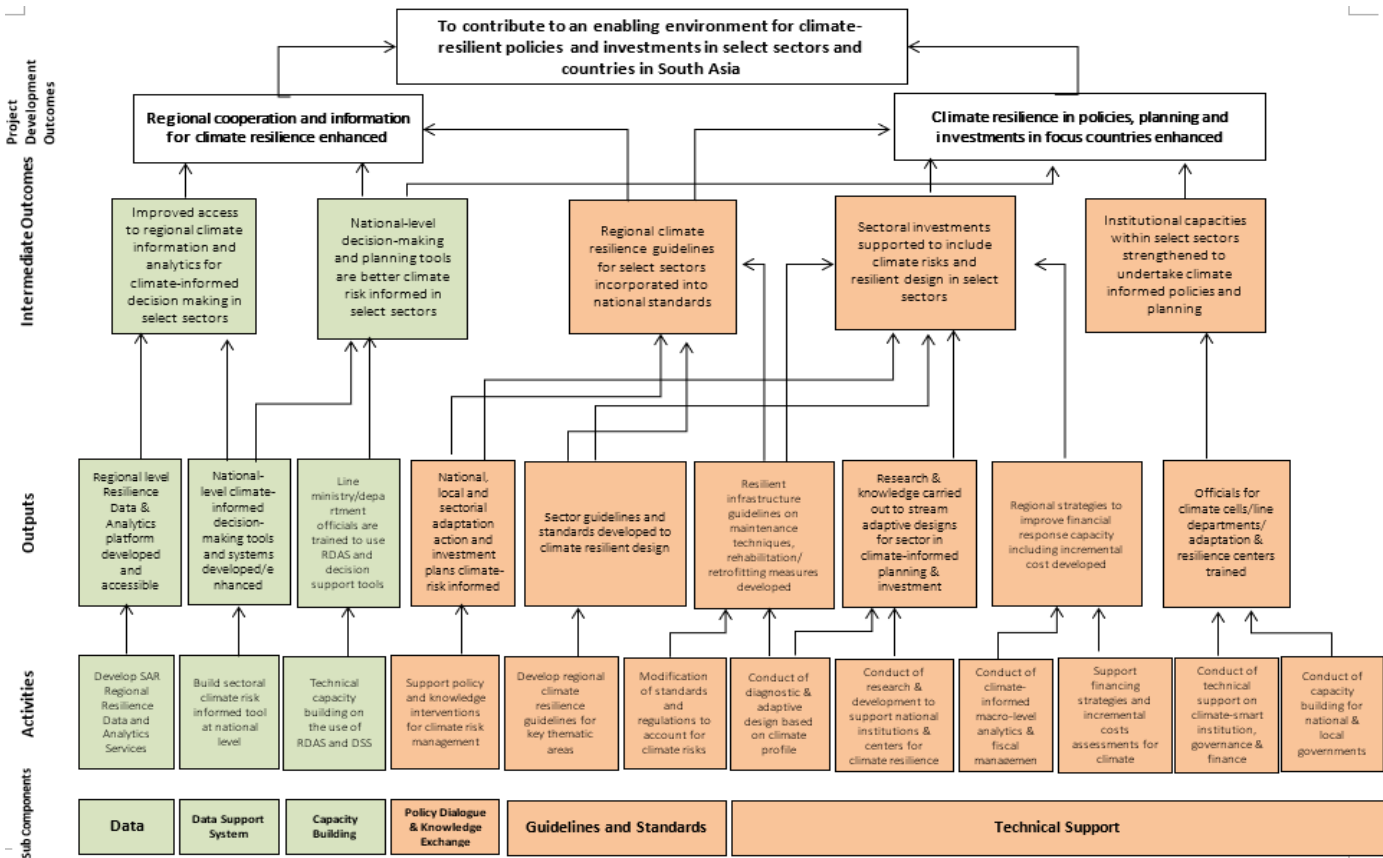 To contribute to an enabling environment for climate-
resilient policies and investments in select sectors and
countries in South Asia
Project
Development
Outcomes
Regional cooperation and information
for climate resilience enhanced
Climate resilience in policies, planning and
investments in focus countries enhanced
Intermediate Outcomes
Improved access
to regional climate
information and
analytics for
climate-informed
decision making in
select sectors
National-level
decision-making
and planning tools
are better climate
risk informed in
select sectors
Regional climate
resilience guidelines
for select sectors
incorporated into
national standards
Sectoral investments
supported to include
climate risks and
resilient design in select
sectors
Institutional capacities
within select sectors
strengthened to
undertake climate
informed policies and
planning
Outputs
Regional level
Resilience
Data &
Analytics
platform
developed
and
accessible
National-
level climate-
informed
decision-
making tools
and systems
developed/e
nhanced
Line
ministry/depa
rtment
officials are
trained to use
RDAS and
decision
support tools
National,
local and
sectorial
adaptation
action and
investment
plans climate-
risk informed
Sector guidelines and
standards developed to
climate resilient design
Resilient
infrastructure
guidelines on
maintenance
techniques,
rehabilitation/
retrofitting measures
developed
Research &
knowledge carried
out to stream
adaptive designs
for sector in
climate-informed
planning &
investment
Regional strategies to
improve financial
response capacity
including incremental
cost developed
Officials for
climate cells/line
departments/
adaptation &
resilience centers
trained
Activities
Develop SAR
Regional
Resilience
Data and
Analytics
Services
Build sectoral
climate risk
informed tool
at national
level
Technical
capacity
building on
the use of
RDAS and DSS
Support policy
and knowledge
interventions
for climate risk
management
Develop regional
climate
resilience
guidelines for
key thematic
areas
Modification
of standards
and
regulations to
account for
climate risks
Conduct of
diagnostic &
adaptive
design based
on climate
profile
Conduct of
research &
development to
support national
institutions &
centers for
climate resilience
Conduct of
climate-
informed
macro-level
analytics &
fiscal
managemen
Support
financing
strategies and
incremental
costs
assessments for
climate
Conduct of
technical
support on
climate-smart
institution,
governance &
finance
Conduct of
capacity
building for
national &
local
governments
Sub Components
Data
Data Support
System
Capacity
Building
Policy Dialogue
& Knowledge
Exchange
Guidelines and Standards
Technical Support